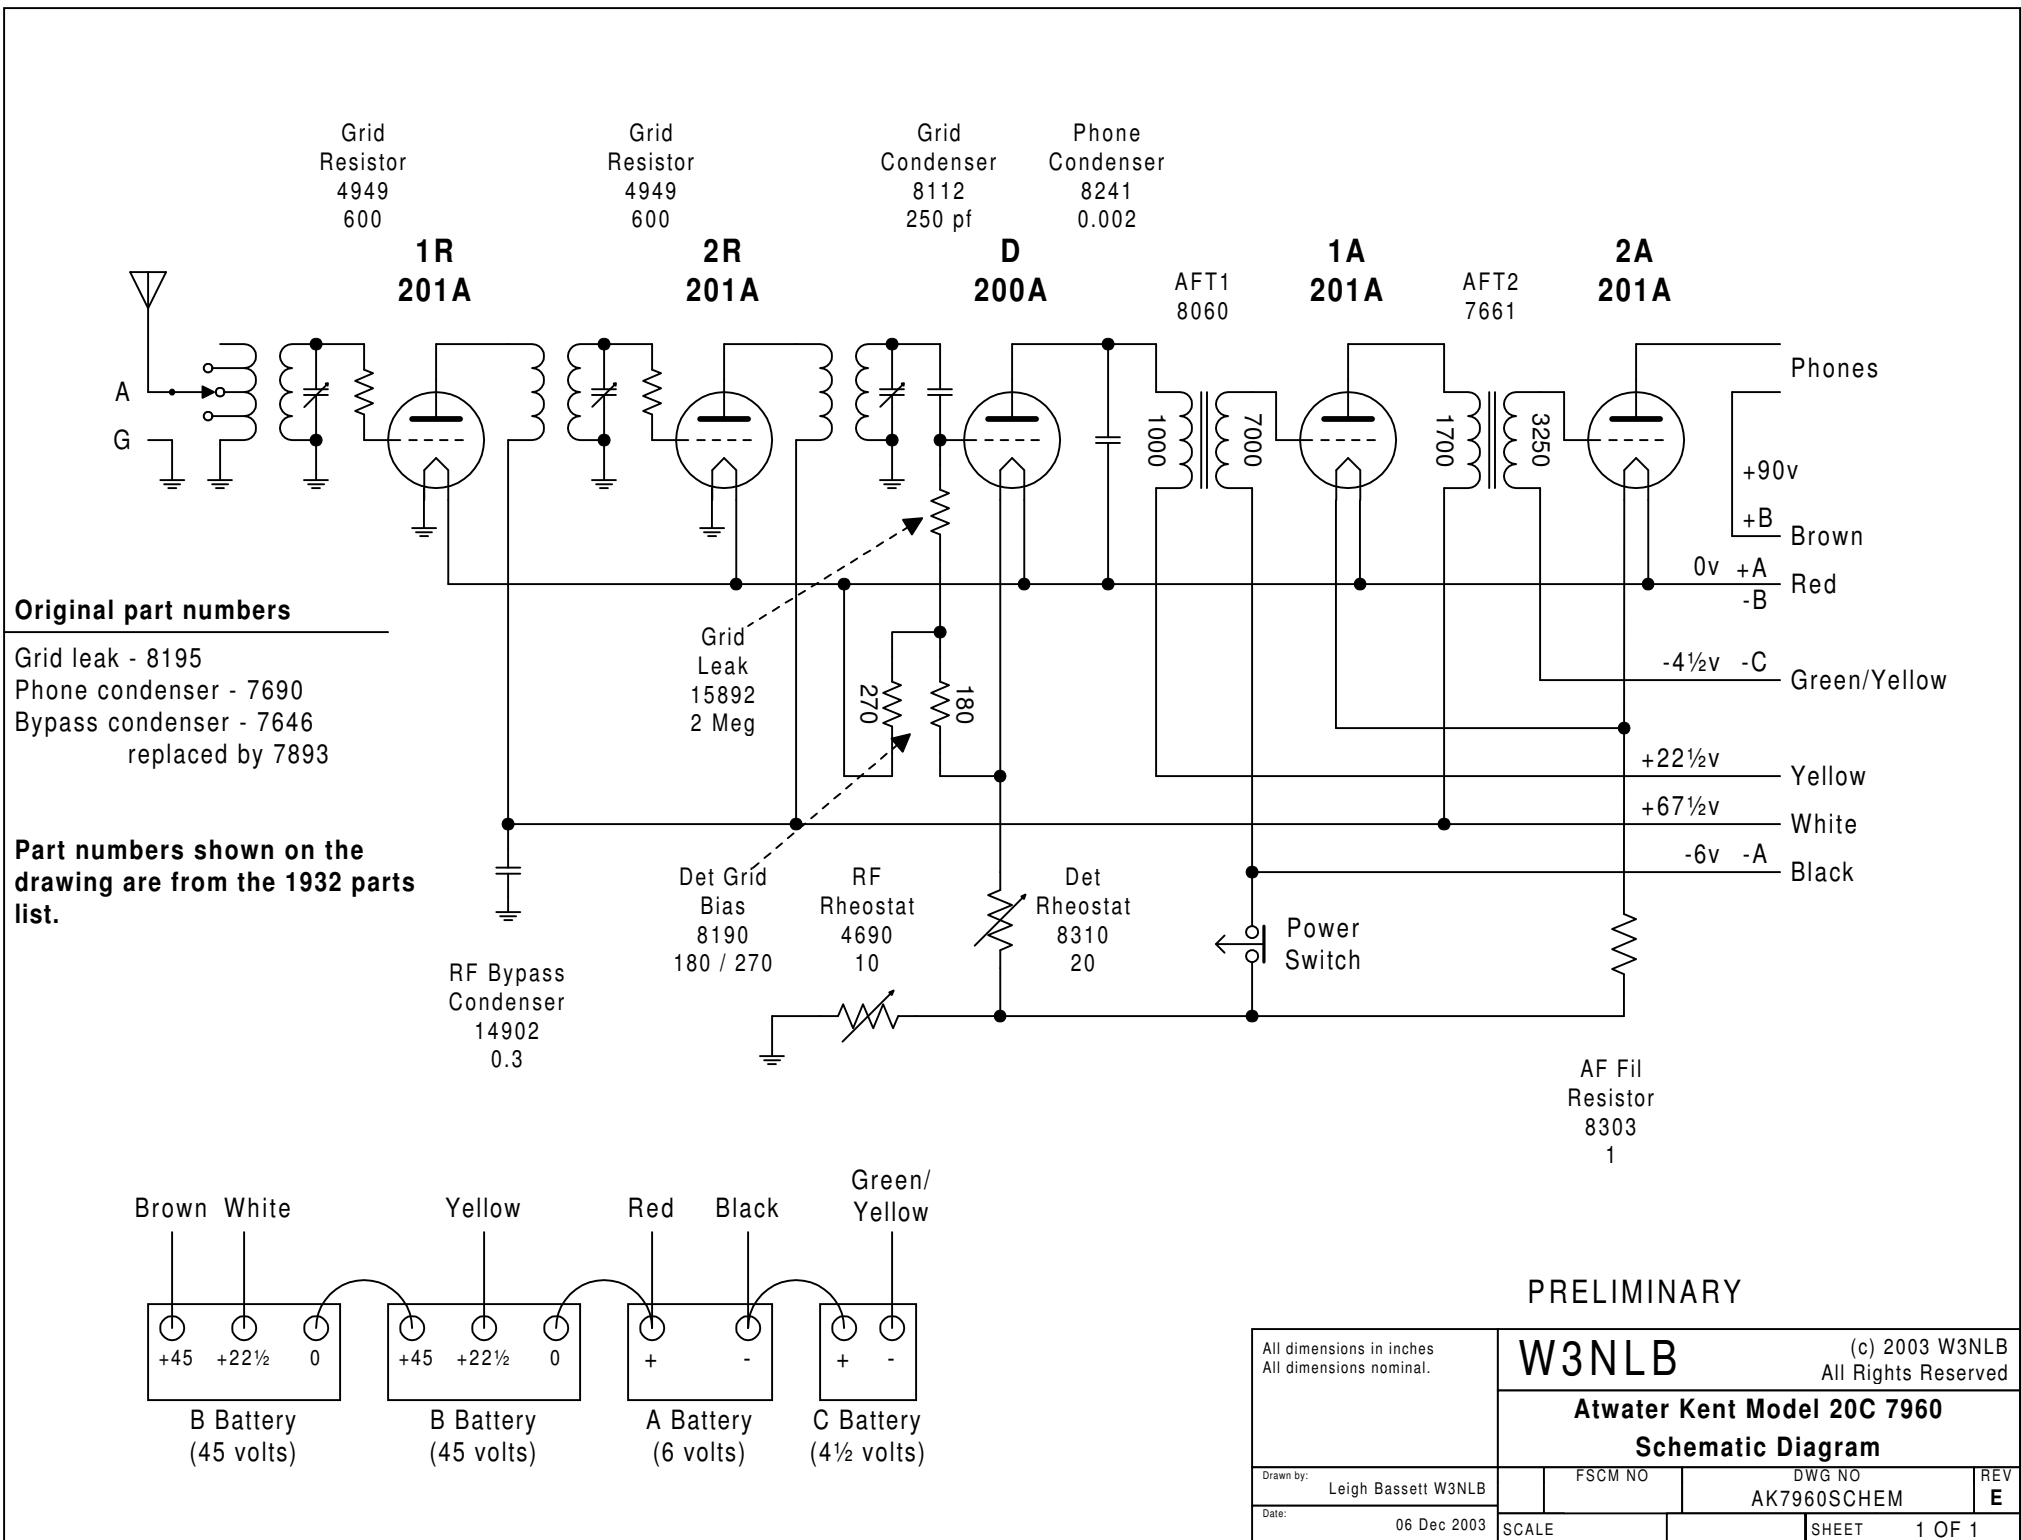 Grid
Resistor
4949
600
Grid
Resistor
4949
600
Grid
Condenser
8112
250 pf
Phone
Condenser
8241
0.002
1R
201A
2R
201A
D
200A
AFT1
8060
1A
201A
AFT2
7661
2A
201A
A
G
1000
7000
1700
3250
Phones
+90v
+B
Brown
0v +A
-B
Red
-4½v -C
Green/Yellow
+22½v
Yellow
+67½v
White
-6v -A
Black
Original part numbers
Grid leak - 8195
Phone condenser - 7690
Bypass condenser - 7646
replaced by 7893
Part numbers shown on the
drawing are from the 1932 parts
list.
Grid
Leak
15892
2 Meg
270
180
Det Grid
Bias
8190
180 / 270
RF
Rheostat
4690
10
Det
Rheostat
8310
20
Power
Switch
RF Bypass
Condenser
14902
0.3
AF Fil
Resistor
8303
1
Brown White Yellow Red Black Green/
Yellow
+45 +22½ 0
+45 +22½ 0
+ -
+ -
B Battery
(45 volts)
B Battery
(45 volts)
A Battery
(6 volts)
C Battery
(4½ volts)
PRELIMINARY
All dimensions in inches
All dimensions nominal.
W3NLB
(c) 2003 W3NLB
All Rights Reserved
Atwater Kent Model 20C 7960
Schematic Diagram
Drawn by:
Leigh Bassett W3NLB
FSCM NO
DWG NO
AK7960SCHEM
REV
E
Date:
06 Dec 2003
SCALE
SHEET 1 OF 1